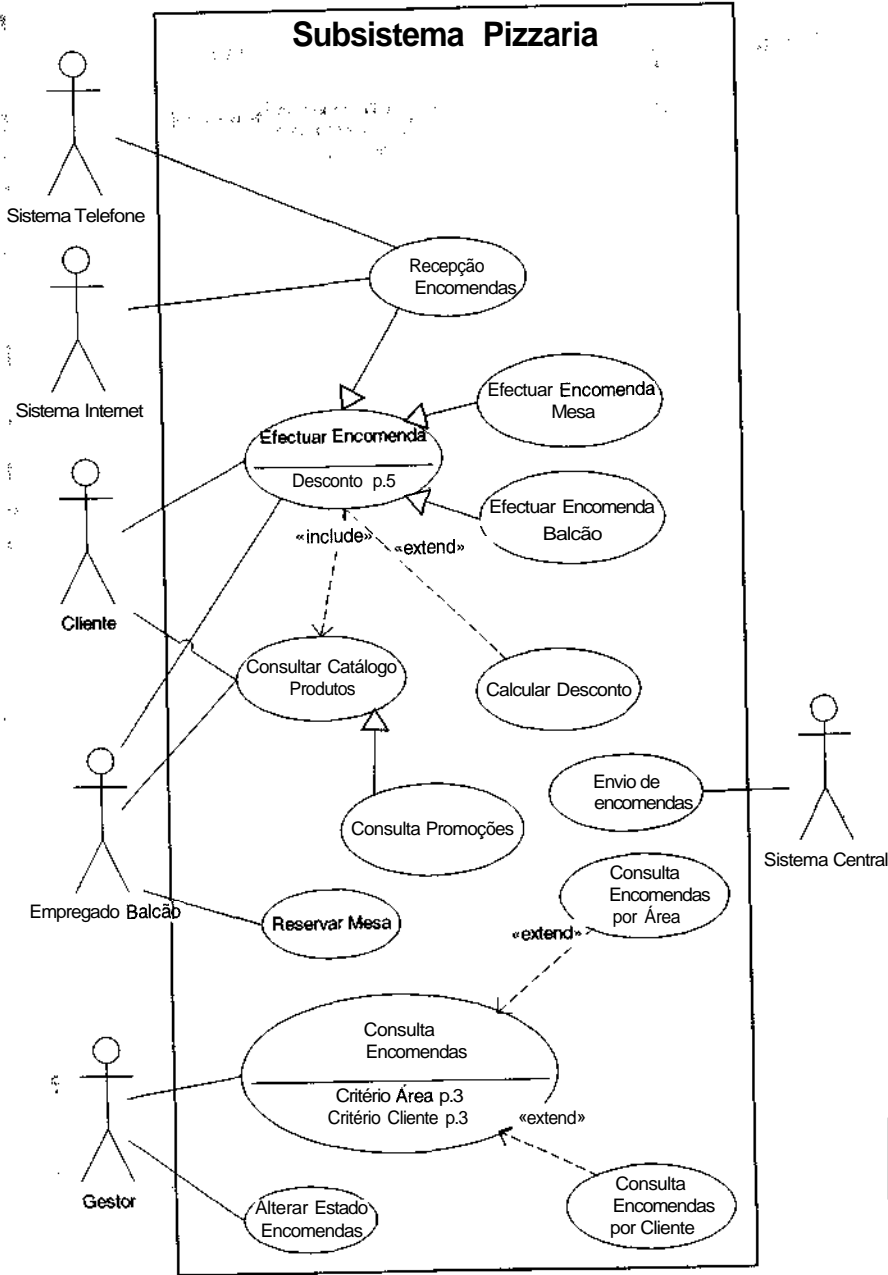 Subsistema Pizzaria
Sistema Telefone
Recepção
Encomendas
Sistema Internet
Efectuar Encomenda
Mesa
Efectuar Encomenda
Desconto p.5
Efectuar Encomenda
Balcão
«include»
«extend»
Cliente
Consultar Catálogo
Produtos
Calcular Desconto
Envio de
encomendas
Consulta Promoções
Sistema Central
Consulta
Encomendas
por Área
Empregado Balcão
Reservar Mesa
«extend»
Consulta
Encomendas
Critério Área p.3
Critério Cliente p.3
«extend»
Gestor
Alterar Estado
Encomendas
Consulta
Encomendas
por Cliente